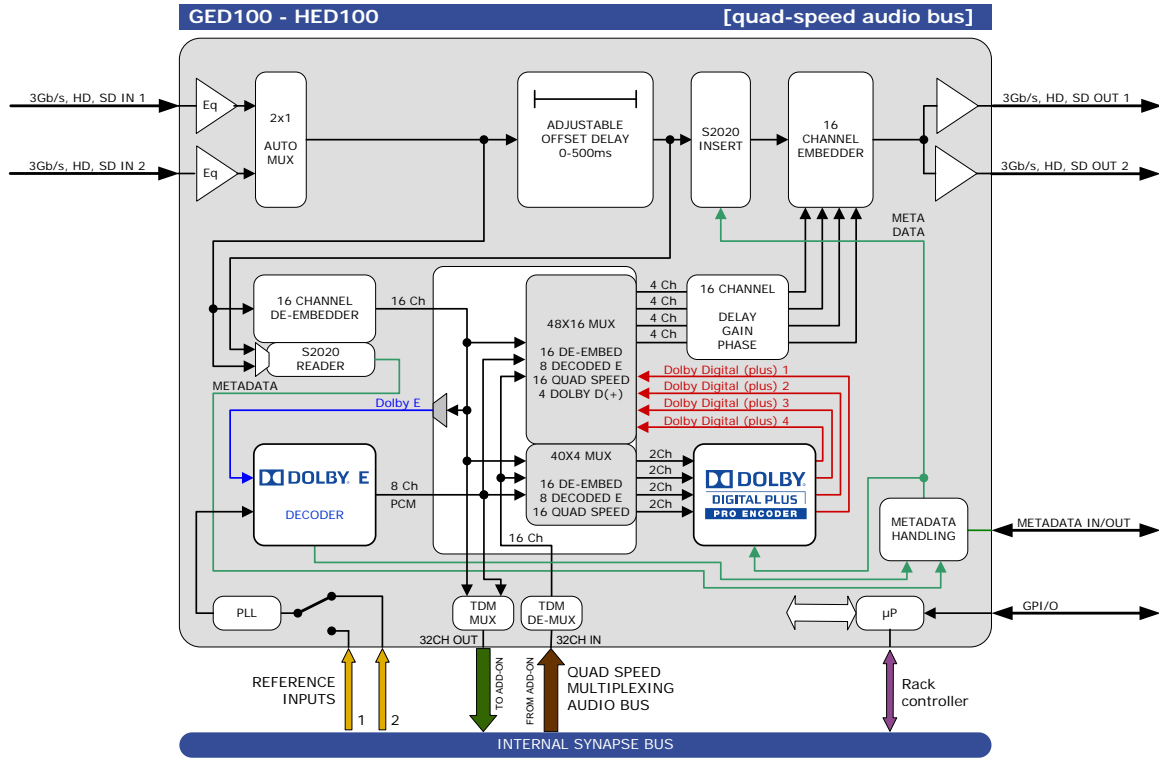 GED100 - HED100 [quad-speed audio bus]
3Gb/s, HD, SD IN 1
Eq
3Gb/s, HD, SD IN 2
Eq
2x1
AUTO
MUX
ADJUSTABLE
OFFSET DELAY
0-500ms
S2020
INSERT
16
CHANNEL
EMBEDDER
3Gb/s, HD, SD OUT 1
3Gb/s, HD, SD OUT 2
META
DATA
16 CHANNEL
DE-EMBEDDER
16 Ch
S2020
READER
METADATA
48X16 MUX
16 DE-EMBED
8 DECODED E
16 QUAD SPEED
4 DOLBY D(+)
4 Ch
4 Ch
4 Ch
4 Ch
16 CHANNEL
DELAY
GAIN
PHASE
Dolby Digital (plus) 1
Dolby Digital (plus) 2
Dolby Digital (plus) 3
Dolby Digital (plus) 4
Dolby E
DOLBY E
DECODER
8 Ch
PCM
40X4 MUX
16 DE-EMBED
8 DECODED E
16 QUAD SPEED
2Ch
2Ch
2Ch
2Ch
DOLBY
DIGITAL PLUS
PRO ENCODER
METADATA
HANDLING
METADATA IN/OUT
16 Ch
PLL
TDM
MUX
TDM
DE-MUX
µP
GPI/O
32CH OUT
32CH IN
REFERENCE
INPUTS
1
2
TO ADD-ON
FROM ADD-ON
QUAD SPEED
MULTIPLEXING
AUDIO BUS
Rack
controller
INTERNAL SYNAPSE BUS